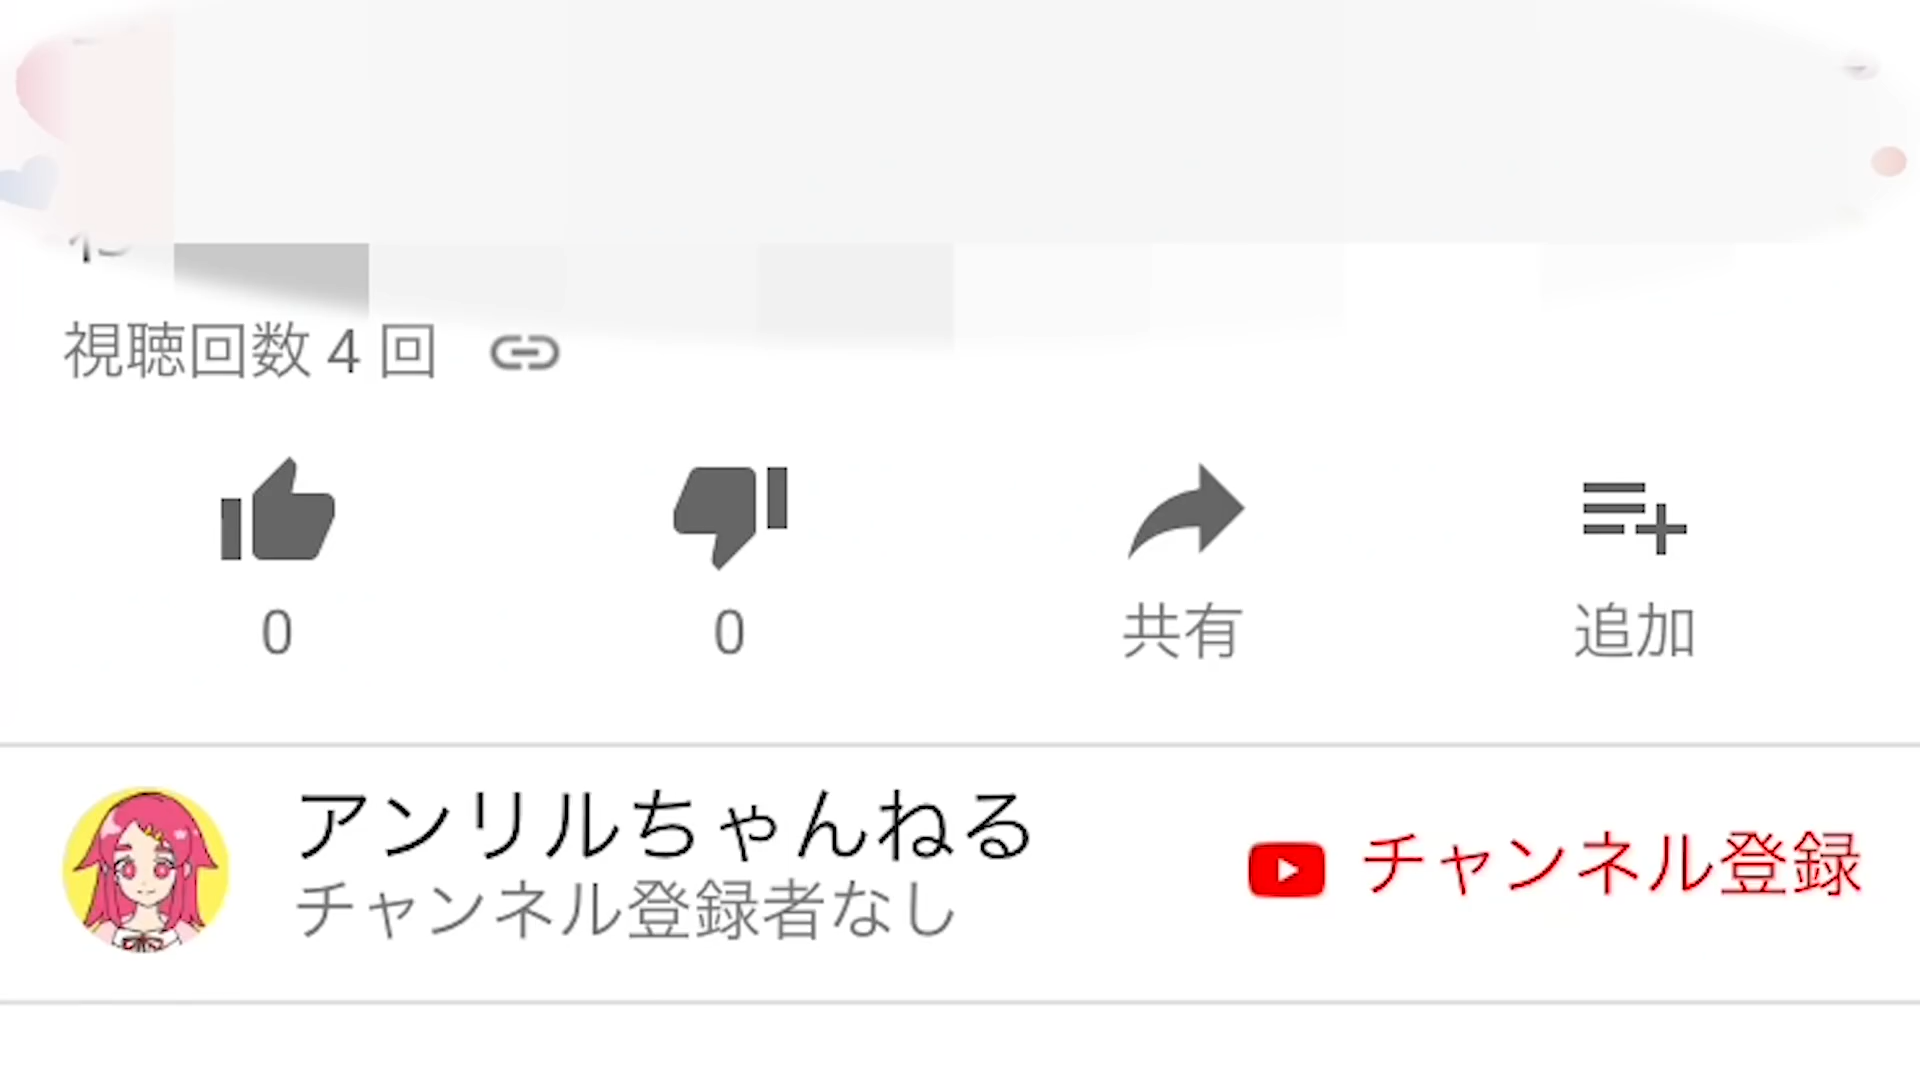 視聴回数 4 回
0
0
共有
追加
アンリルちゃんねる
チャンネル登録者なし
チャンネル登録